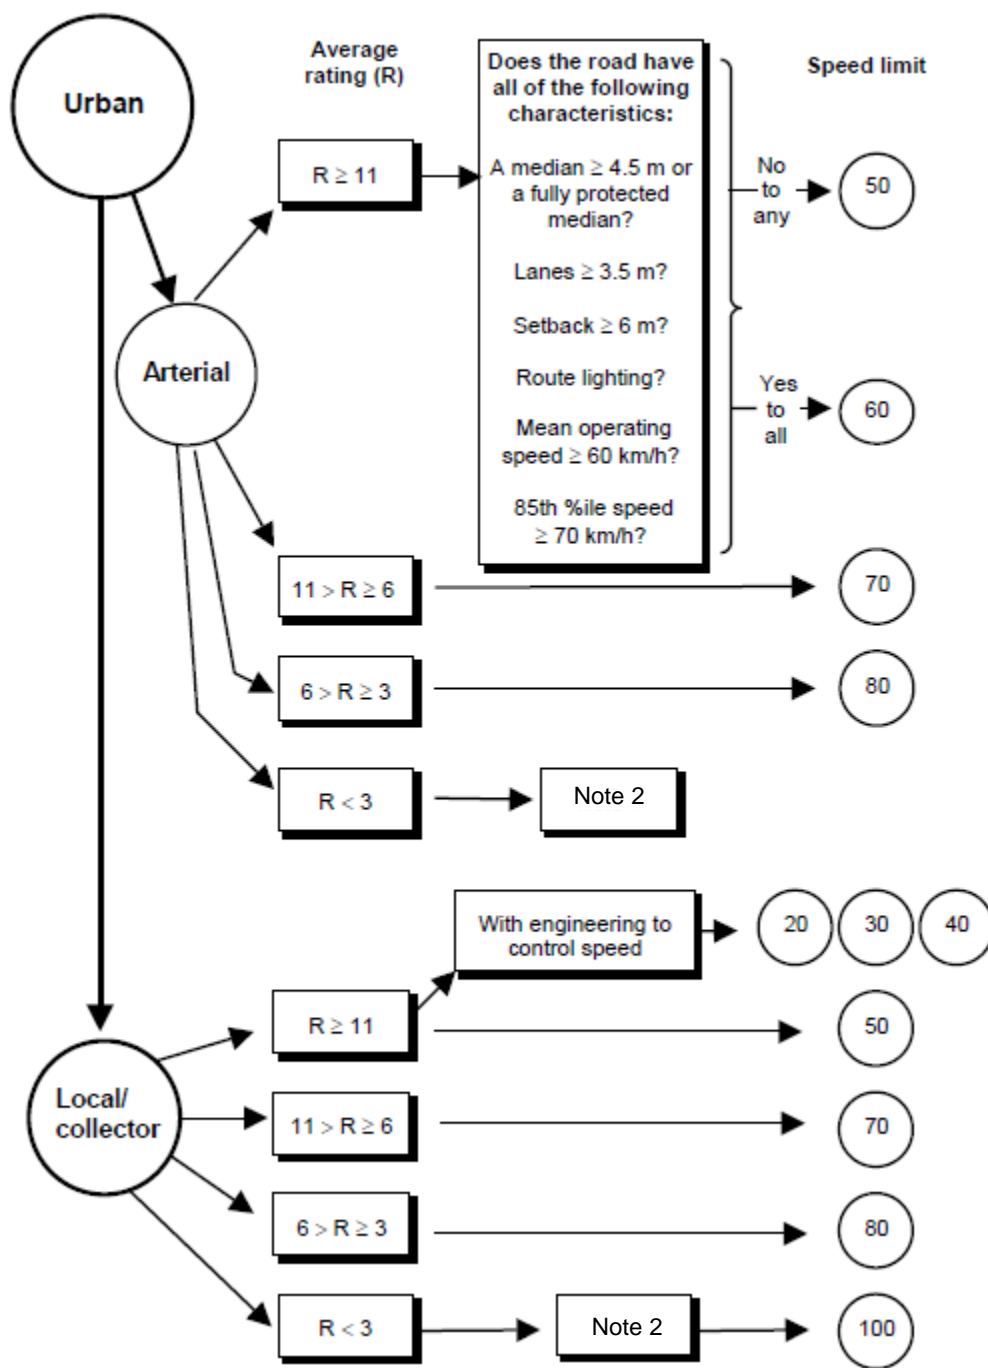 Average
rating (R)
Does the road have
all of the following
characteristics:
Speed limit
Urban
R ≥ 11
A median ≥ 4.5 m or
a fully protected
median?
No
to
any
50
Lanes ≥ 3.5 m?
Setback ≥ 6 m?
Arterial
Route lighting?
Yes
to
all
60
Mean operating
speed ≥ 60 km/h?
85th %ile speed
≥ 70 km/h?
11 > R ≥ 6
70
6 > R ≥ 3
80
R < 3
Note 2
With engineering to
control speed
20
30
40
R ≥ 11
50
Local/
collector
11 > R ≥ 6
70
6 > R ≥ 3
80
R < 3
Note 2
100